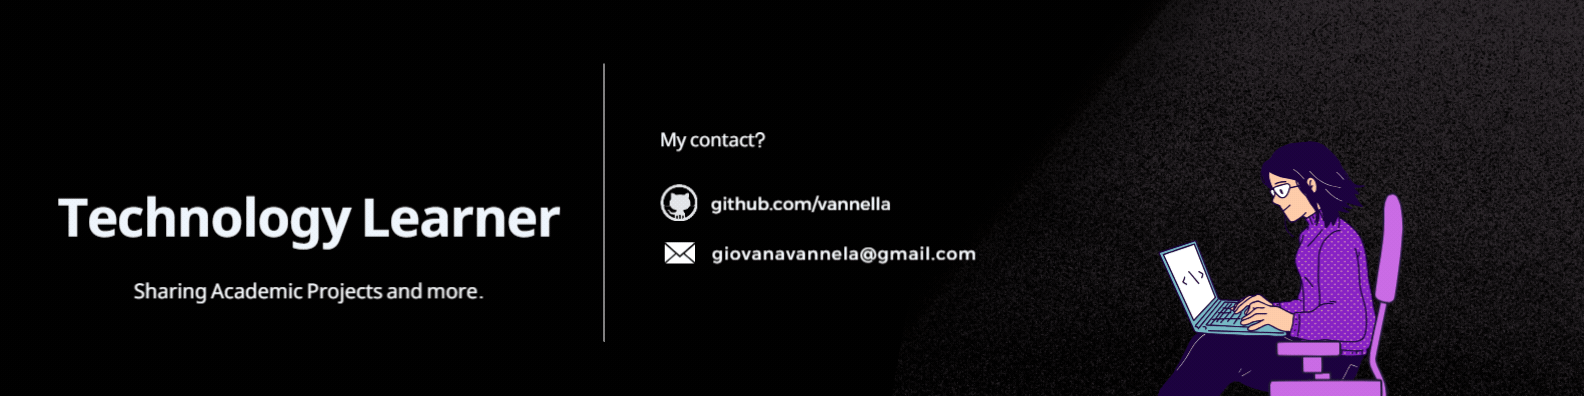 Technology Learner
Sharing Academic Projects and more.
My contact?
github.com/vannella
giovanavannela@gmail.com